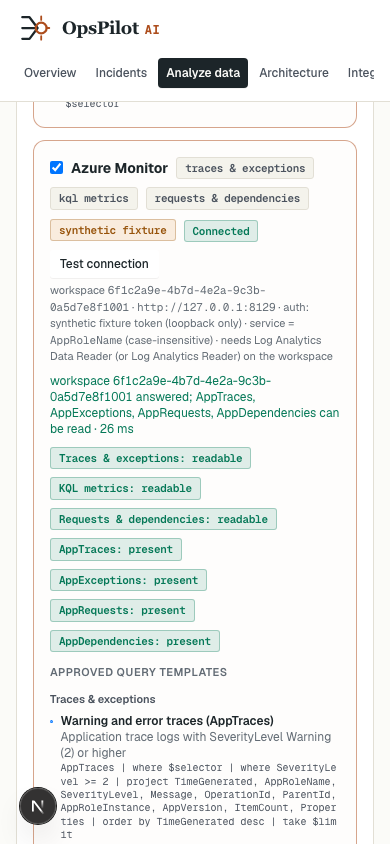 OpsPilot AI
Overview Incidents Analyze data Architecture Integ
$selector
Azure Monitor traces & exceptions
kql metrics requests & dependencies
synthetic fixture Connected
Test connection
workspace 6f1c2a9e-4b7d-4e2a-9c3b-
0a5d7e8f1001 · http://127.0.0.1:8129 · auth:
synthetic fixture token (loopback only) · service =
AppRoleName (case-insensitive) · needs Log Analytics
Data Reader (or Log Analytics Reader) on the workspace
workspace 6f1c2a9e-4b7d-4e2a-9c3b-
0a5d7e8f1001 answered; AppTraces,
AppExceptions, AppRequests, AppDependencies can
be read · 26 ms
Traces & exceptions: readable
KQL metrics: readable
Requests & dependencies: readable
AppTraces: present
AppExceptions: present
AppRequests: present
AppDependencies: present
APPROVED QUERY TEMPLATES
Traces & exceptions
Warning and error traces (AppTraces)
Application trace logs with SeverityLevel Warning
(2) or higher
AppTraces | where $selector | where SeverityLe
vel >= 2 | project TimeGenerated, AppRoleName,
SeverityLevel, Message, OperationId, ParentId,
AppRoleInstance, AppVersion, ItemCount, Proper
ties | order by TimeGenerated desc | take $lim
it
N